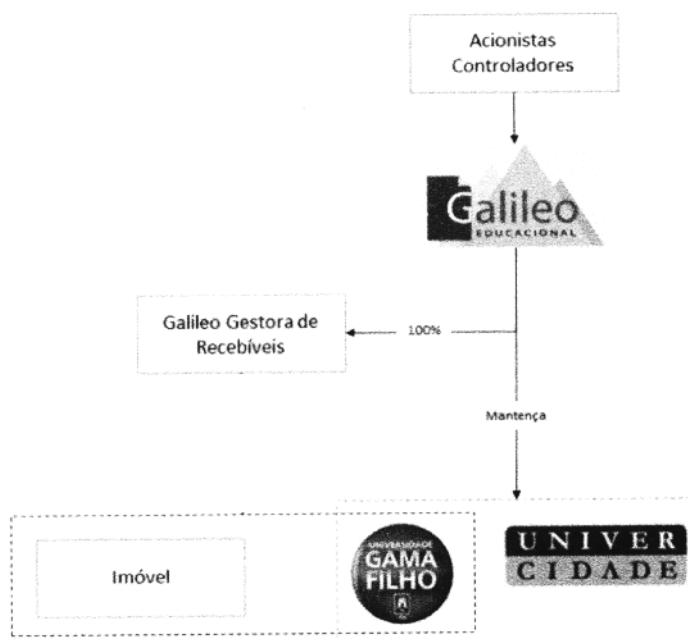 Acionistas
Controladores
Galileo
EDUCACIONAL
Galileo Gestora de
Recebíveis
100%
Mantença
Imóvel
UNIVERSIDADE
GAMA
FILHO
UNIVER
CIDADE